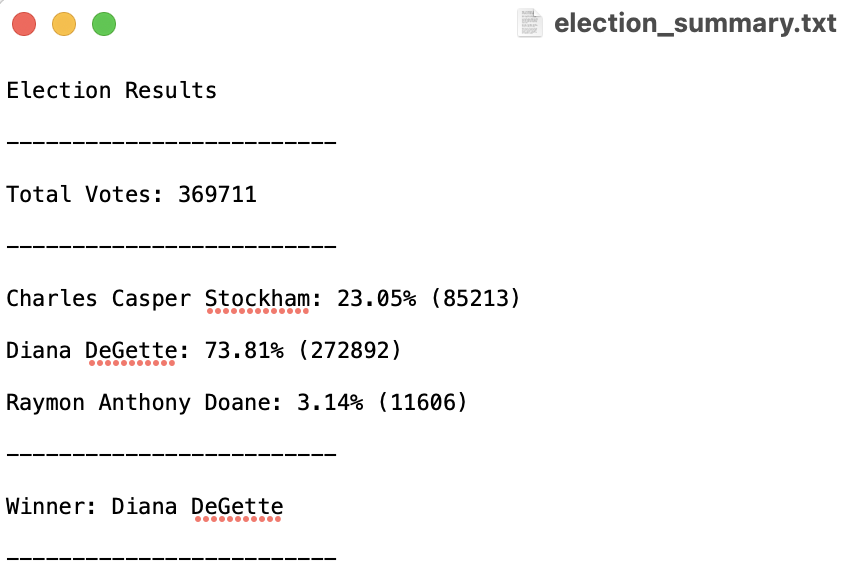 election_summary.txt
Election Results
-------------------------
Total Votes: 369711
-------------------------
Charles Casper Stockham: 23.05% (85213)
Diana DeGette: 73.81% (272892)
Raymon Anthony Doane: 3.14% (11606)
-------------------------
Winner: Diana DeGette
-------------------------